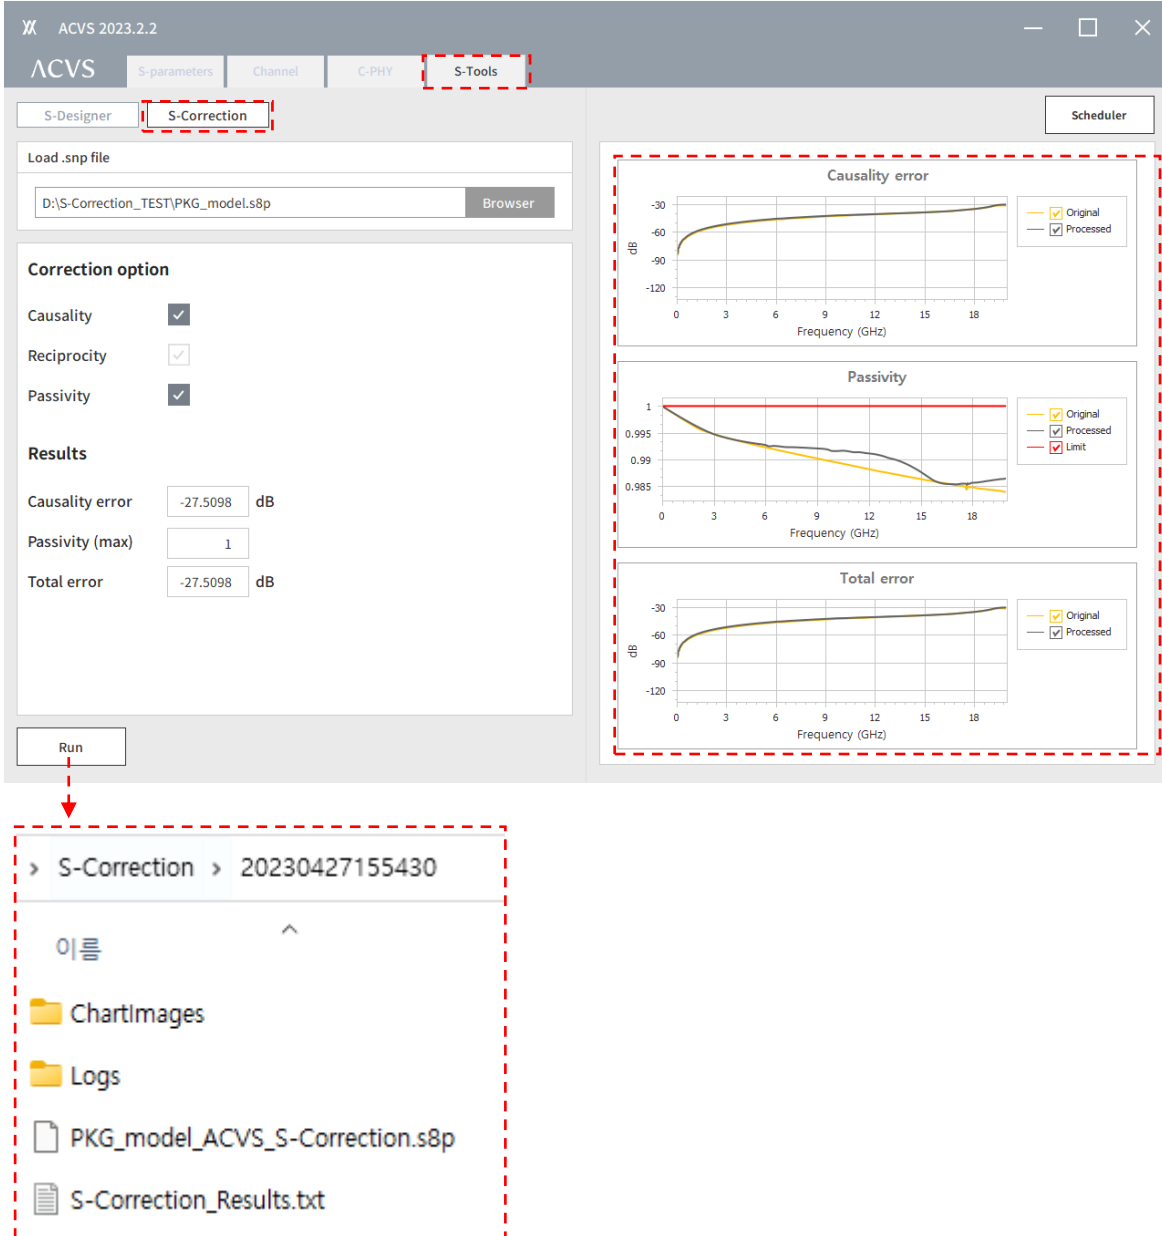 ACVS 2023.2.2
ACVS
S-parameters
Channel
C-PHY
S-Tools
S-Designer
S-Correction
Scheduler
Load .snp file
D:\S-Correction_TEST\PKG_model.s8p
Browser
Correction option
Causality
Reciprocity
Passivity
Results
Causality error -27.5098 dB
Passivity (max) 1
Total error -27.5098 dB
Run
Causality error
-30
-60
-90
-120
dB
0 3 6 9 12 15 18
Frequency (GHz)
Original
Processed
Passivity
1
0.995
0.99
0.985
0 3 6 9 12 15 18
Frequency (GHz)
Original
Processed
Limit
Total error
-30
-60
-90
-120
dB
0 3 6 9 12 15 18
Frequency (GHz)
Original
Processed
› S-Correction › 20230427155430
이름
ChartImages
Logs
PKG_model_ACVS_S-Correction.s8p
S-Correction_Results.txt